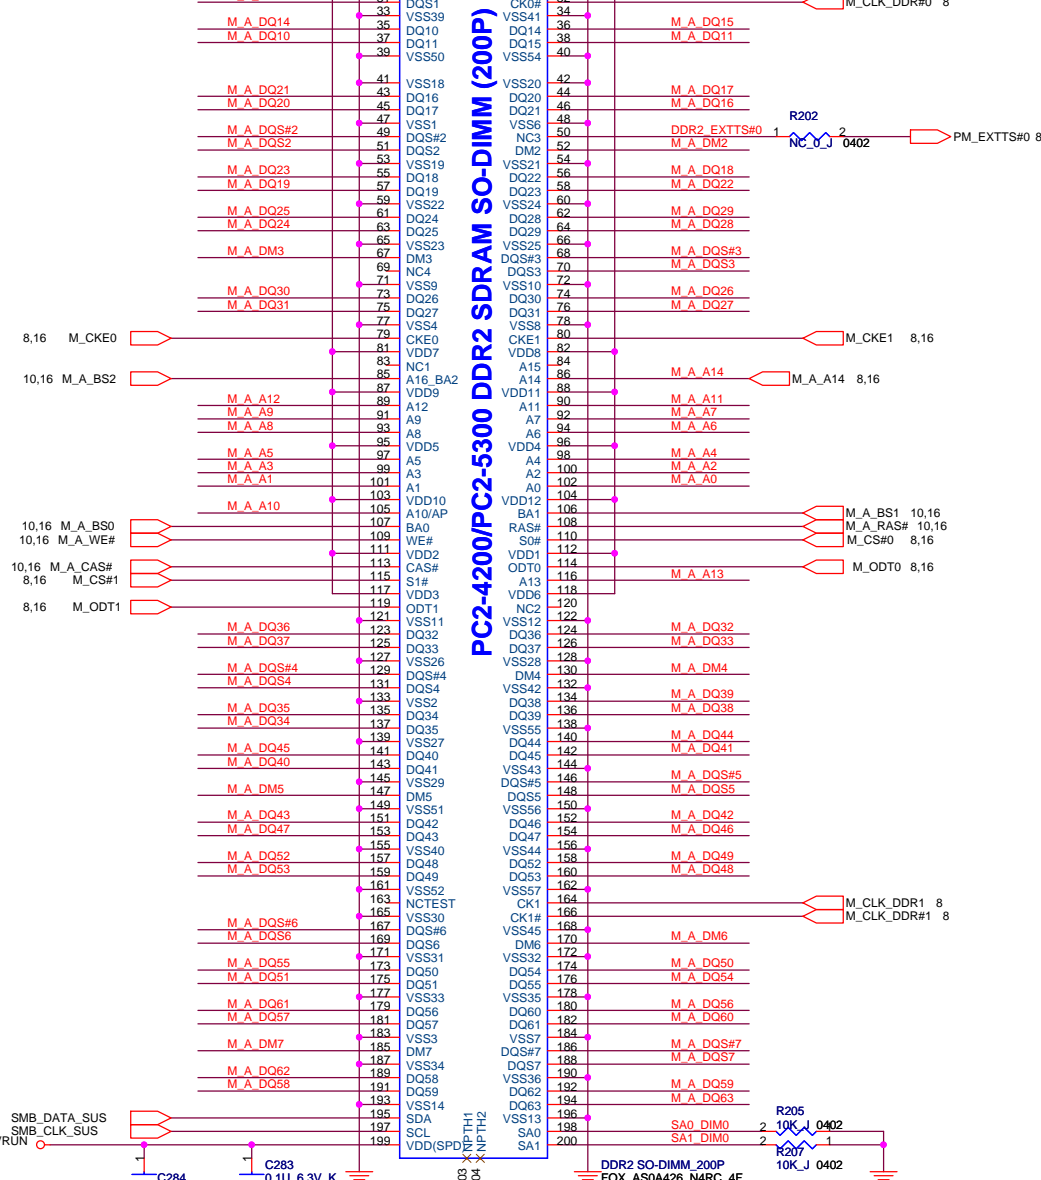 DQS1 CK0# M_CLK_DDR#0 8
33 VSS39 VSS41 34
M_A_DQ14 35 DQ10 DQ14 36 M_A_DQ15
M_A_DQ10 37 DQ11 DQ15 38 M_A_DQ11
39 VSS50 VSS54 40
41 VSS18 VSS20 42
M_A_DQ21 43 DQ16 DQ20 44 M_A_DQ17
M_A_DQ20 45 DQ17 DQ21 46 M_A_DQ16
47 VSS1 VSS6 48
R202
M_A_DQS#2 49 DQS#2 NC3 50 DDR2_EXTTS#0 1 2 PM_EXTTS#0 8
NC_0_J 0402
M_A_DQS2 51 DQS2 DM2 52 M_A_DM2
53 VSS19 VSS21 54
M_A_DQ23 55 DQ18 DQ22 56 M_A_DQ18
M_A_DQ19 57 DQ19 DQ23 58 M_A_DQ22
59 VSS22 VSS24 60
M_A_DQ25 61 DQ24 DQ28 62 M_A_DQ29
M_A_DQ24 63 DQ25 DQ29 64 M_A_DQ28
65 VSS23 VSS25 66
M_A_DM3 67 DM3 DQS#3 68 M_A_DQS#3
69 NC4 DQS3 70 M_A_DQS3
71 VSS9 VSS10 72
M_A_DQ30 73 DQ26 DQ30 74 M_A_DQ26
M_A_DQ31 75 DQ27 DQ31 76 M_A_DQ27
77 VSS4 VSS8 78
8,16 M_CKE0 79 CKE0 CKE1 80 M_CKE1 8,16
81 VDD7 VDD8 82
83 NC1 A15 84
10,16 M_A_BS2 85 A16_BA2 A14 86 M_A_A14 M_A_A14 8,16
87 VDD9 VDD11 88
M_A_A12 89 A12 A11 90 M_A_A11
M_A_A9 91 A9 A7 92 M_A_A7
M_A_A8 93 A8 A6 94 M_A_A6
95 VDD5 VDD4 96
M_A_A5 97 A5 A4 98 M_A_A4
M_A_A3 99 A3 A2 100 M_A_A2
M_A_A1 101 A1 A0 102 M_A_A0
103 VDD10 VDD12 104
M_A_A10 105 A10/AP BA1 106 M_A_BS1 10,16
10,16 M_A_BS0 107 BA0 RAS# 108 M_A_RAS# 10,16
10,16 M_A_WE# 109 WE# S0# 110 M_CS#0 8,16
111 VDD2 VDD1 112
10,16 M_A_CAS# 113 CAS# ODT0 114 M_ODT0 8,16
8,16 M_CS#1 115 S1# A13 116 M_A_A13
117 VDD3 VDD6 118
8,16 M_ODT1 119 ODT1 NC2 120
121 VSS11 VSS12 122
M_A_DQ36 123 DQ32 DQ36 124 M_A_DQ32
M_A_DQ37 125 DQ33 DQ37 126 M_A_DQ33
127 VSS26 VSS28 128
M_A_DQS#4 129 DQS#4 DM4 130 M_A_DM4
M_A_DQS4 131 DQS4 VSS42 132
133 VSS2 DQ38 134 M_A_DQ39
M_A_DQ35 135 DQ34 DQ39 136 M_A_DQ38
M_A_DQ34 137 DQ35 VSS55 138
139 VSS27 DQ44 140 M_A_DQ44
M_A_DQ45 141 DQ40 DQ45 142 M_A_DQ41
M_A_DQ40 143 DQ41 VSS43 144
145 VSS29 DQS#5 146 M_A_DQS#5
M_A_DM5 147 DM5 DQS5 148 M_A_DQS5
149 VSS51 VSS56 150
M_A_DQ43 151 DQ42 DQ46 152 M_A_DQ42
M_A_DQ47 153 DQ43 DQ47 154 M_A_DQ46
155 VSS40 VSS44 156
M_A_DQ52 157 DQ48 DQ52 158 M_A_DQ49
M_A_DQ53 159 DQ49 DQ53 160 M_A_DQ48
161 VSS52 VSS57 162
163 NCTEST CK1 164 M_CLK_DDR1 8
165 VSS30 CK1# 166 M_CLK_DDR#1 8
M_A_DQS#6 167 DQS#6 VSS45 168
M_A_DQS6 169 DQS6 DM6 170 M_A_DM6
171 VSS31 VSS32 172
M_A_DQ55 173 DQ50 DQ54 174 M_A_DQ50
M_A_DQ51 175 DQ51 DQ55 176 M_A_DQ54
177 VSS33 VSS35 178
M_A_DQ61 179 DQ56 DQ60 180 M_A_DQ56
M_A_DQ57 181 DQ57 DQ61 182 M_A_DQ60
183 VSS3 VSS7 184
M_A_DM7 185 DM7 DQS#7 186 M_A_DQS#7
187 VSS34 DQS7 188 M_A_DQS7
M_A_DQ62 189 DQ58 VSS36 190
M_A_DQ58 191 DQ59 DQ62 192 M_A_DQ59
193 VSS14 DQ63 194 M_A_DQ63
SMB_DATA_SUS 195 SDA VSS13 196
R205
SMB_CLK_SUS 197 SCL SA0 198 SA0_DIM0 2 10K_J 0402 1
199 VDD(SPD) SA1 200 SA1_DIM0 2 1
R207
10K_J 0402
NPTH1
NPTH2
PC2-4200/PC2-5300 DDR2 SDRAM SO-DIMM (200P)
1 C284
1 C283
0.1U_6.3V_K
DDR2 SO-DIMM_200P
FOX_AS0A426_N4RC_4F